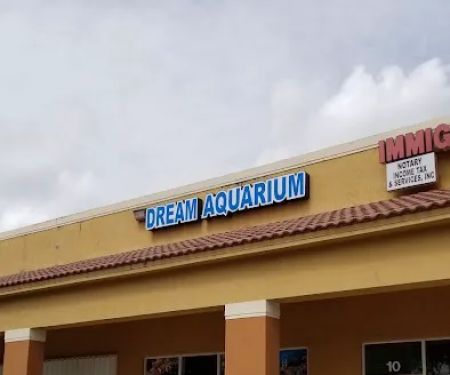 DREAM AQUARIUM
IMMIG
NOTARY
INCOME TAX
& SERVICES, INC
10